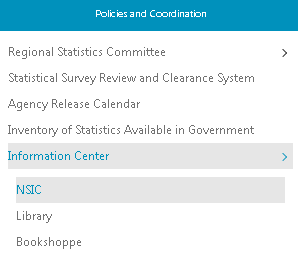 Policies and Coordination
Regional Statistics Committee
Statistical Survey Review and Clearance System
Agency Release Calendar
Inventory of Statistics Available in Government
Information Center
NSIC
Library
Bookshoppe